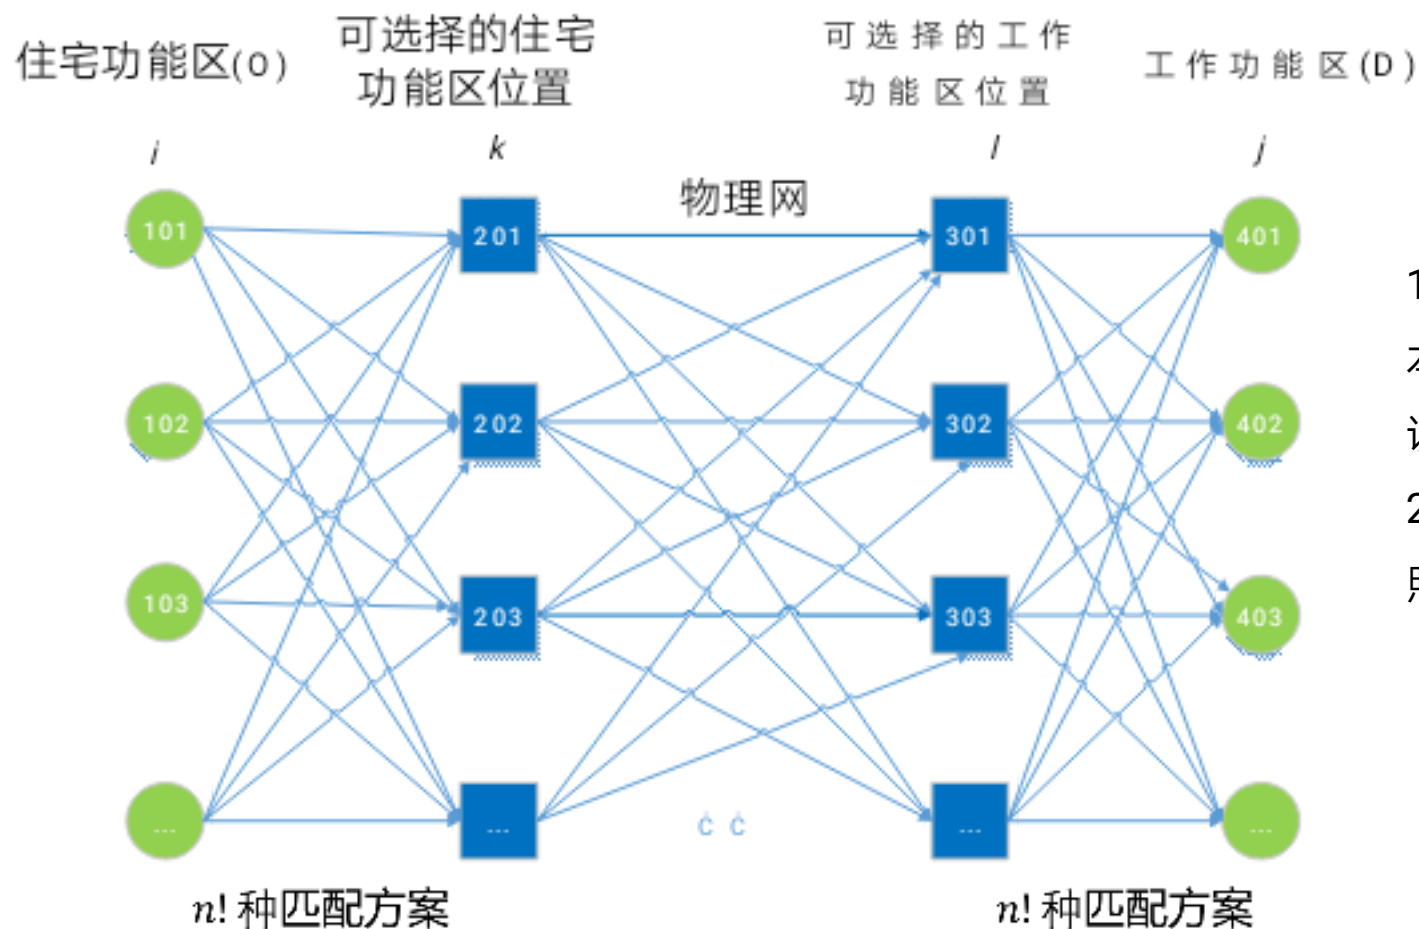 住宅功能区(O)
可选择的住宅
功能区位置
可选择的工作
功能区位置
工作功能区(D)
i
k
l
j
物理网
101
201
301
401
102
202
302
402
103
203
303
403
...
...
ċ ċ
...
...
n! 种匹配方案
n! 种匹配方案
1
2